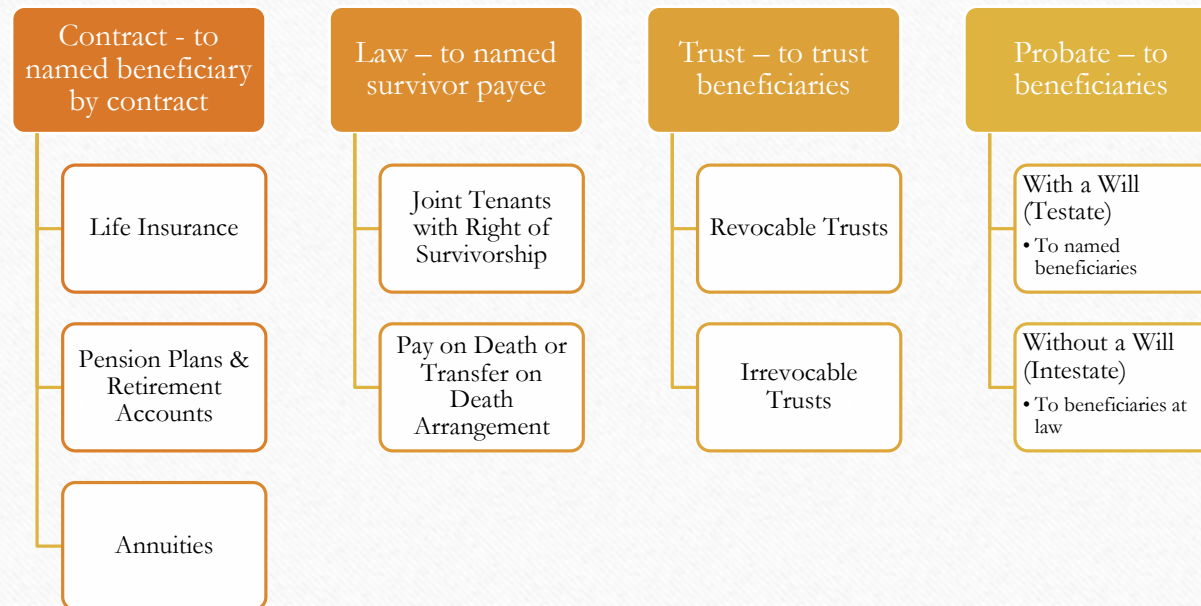 Contract - to
named beneficiary
by contract
Life Insurance
Pension Plans &
Retirement
Accounts
Annuities
Law – to named
survivor payee
Joint Tenants
with Right of
Survivorship
Pay on Death or
Transfer on
Death
Arrangement
Trust – to trust
beneficiaries
Revocable Trusts
Irrevocable
Trusts
Probate – to
beneficiaries
With a Will
(Testate)
• To named
beneficiaries
Without a Will
(Intestate)
• To beneficiaries at
law